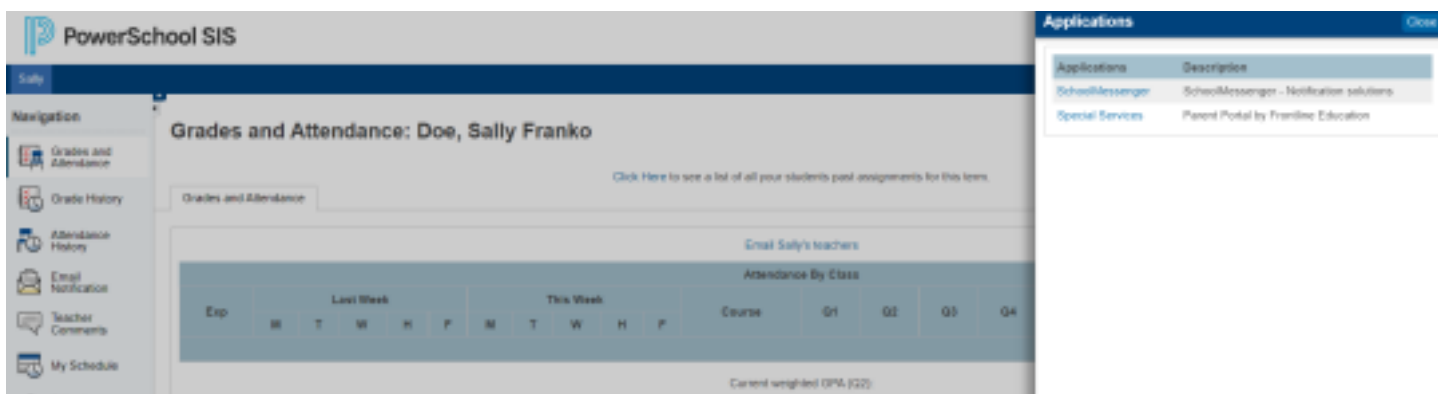 PowerSchool SIS
Sally
Navigation
Grades and
Attendance
Grade History
Attendance
History
Email
Notification
Teacher
Comments
My Schedule
Grades and Attendance: Doe, Sally Franko
Click Here to see a list of all your students past assignments for this term.
Grades and Attendance
Email Sally's teachers
Attendance By Class
Exp
Last Week
This Week
Course
Q1
Q2
Q3
Q4
M T W H F M T W H F
Current weighted GPA (Q2):
Applications
Close
Applications Description
SchoolMessenger SchoolMessenger - Notification solutions
Special Services Parent Portal by Frontline Education